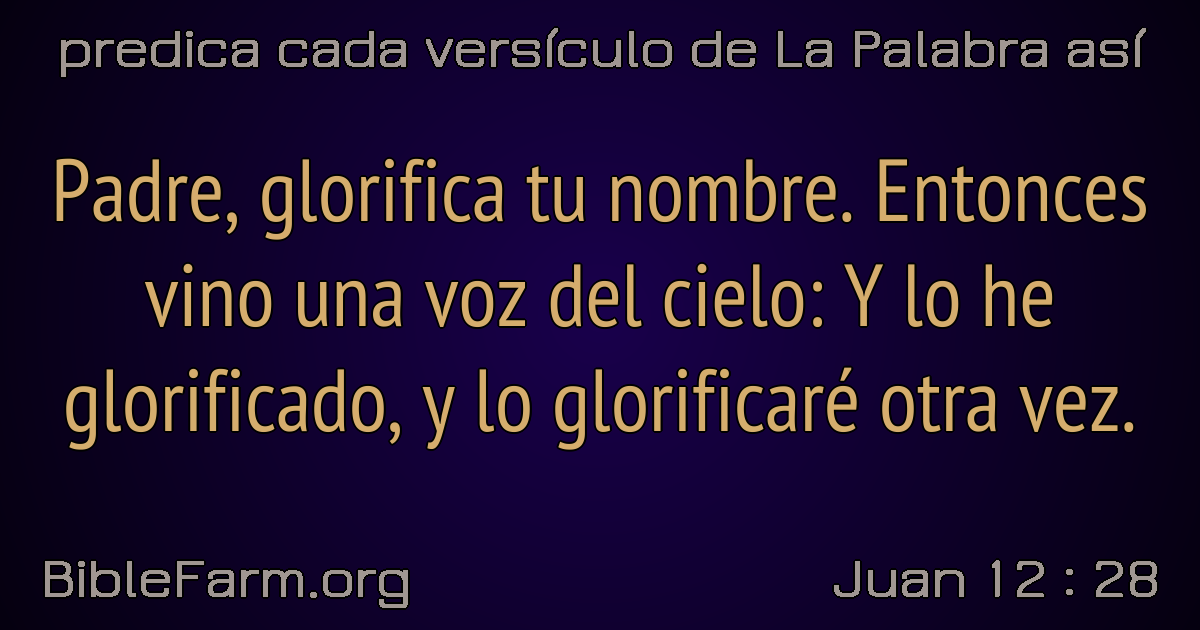 predica cada versículo de La Palabra así
Padre, glorifica tu nombre. Entonces
vino una voz del cielo: Y lo he
glorificado, y lo glorificaré otra vez.
BibleFarm.org
Juan 12 : 28